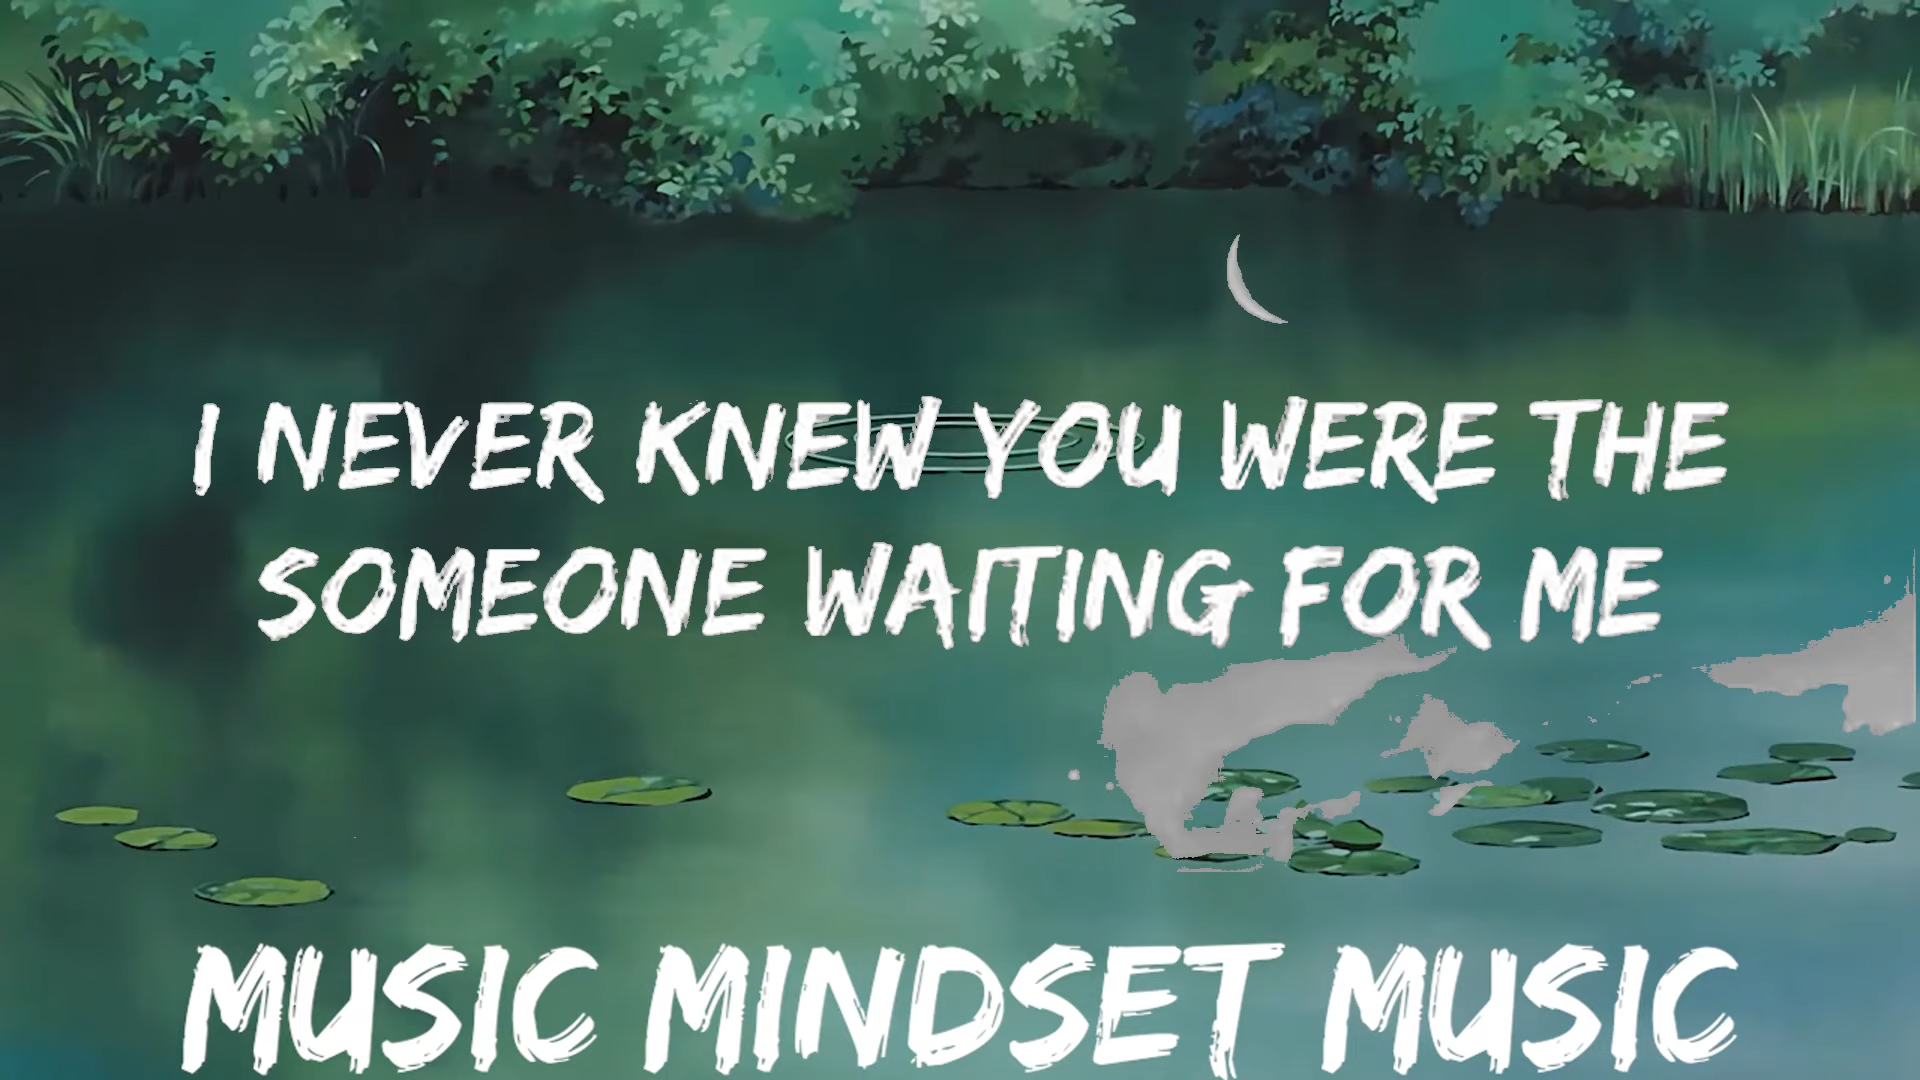 I NEVER KNEW YOU WERE THE
SOMEONE WAITING FOR ME
MUSIC MINDSET MUSIC